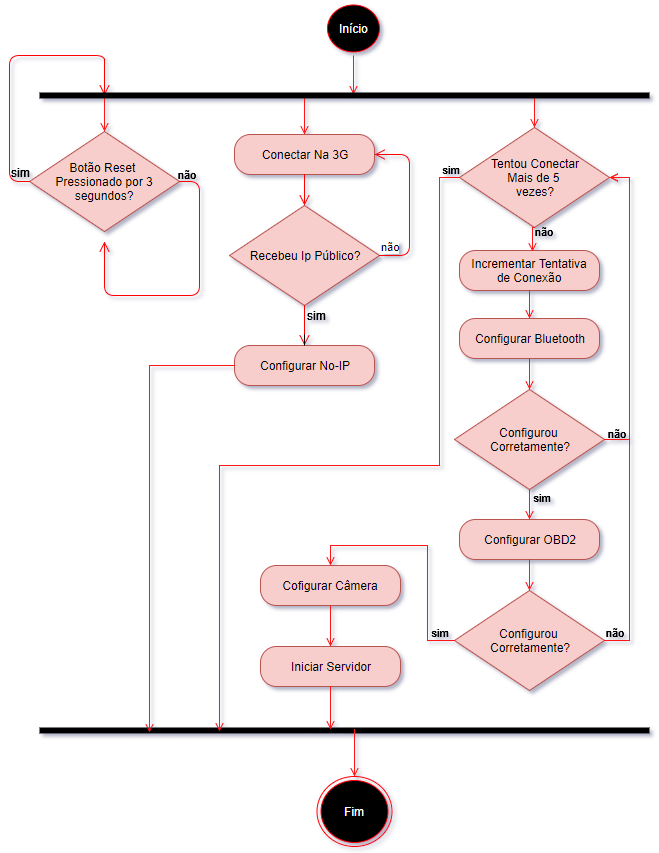 Início
Botão Reset
Pressionado por 3
segundos?
sim
não
Conectar Na 3G
Recebeu Ip Público?
não
sim
Configurar No-IP
Tentou Conectar
Mais de 5
vezes?
sim
não
Incrementar Tentativa
de Conexão
Configurar Bluetooth
Configurou
Corretamente?
não
sim
Configurar OBD2
Configurou
Corretamente?
sim
não
Cofigurar Câmera
Iniciar Servidor
Fim